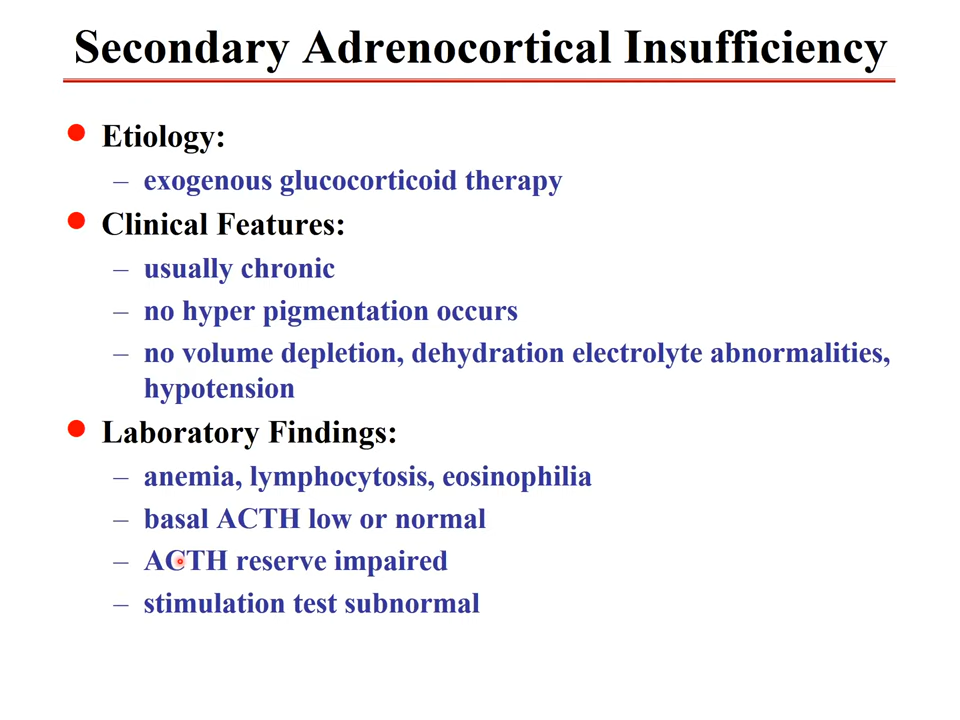 Secondary Adrenocortical Insufficiency
Etiology:
– exogenous glucocorticoid therapy
Clinical Features:
– usually chronic
– no hyper pigmentation occurs
– no volume depletion, dehydration electrolyte abnormalities,
hypotension
Laboratory Findings:
– anemia, lymphocytosis, eosinophilia
– basal ACTH low or normal
– ACTH reserve impaired
– stimulation test subnormal